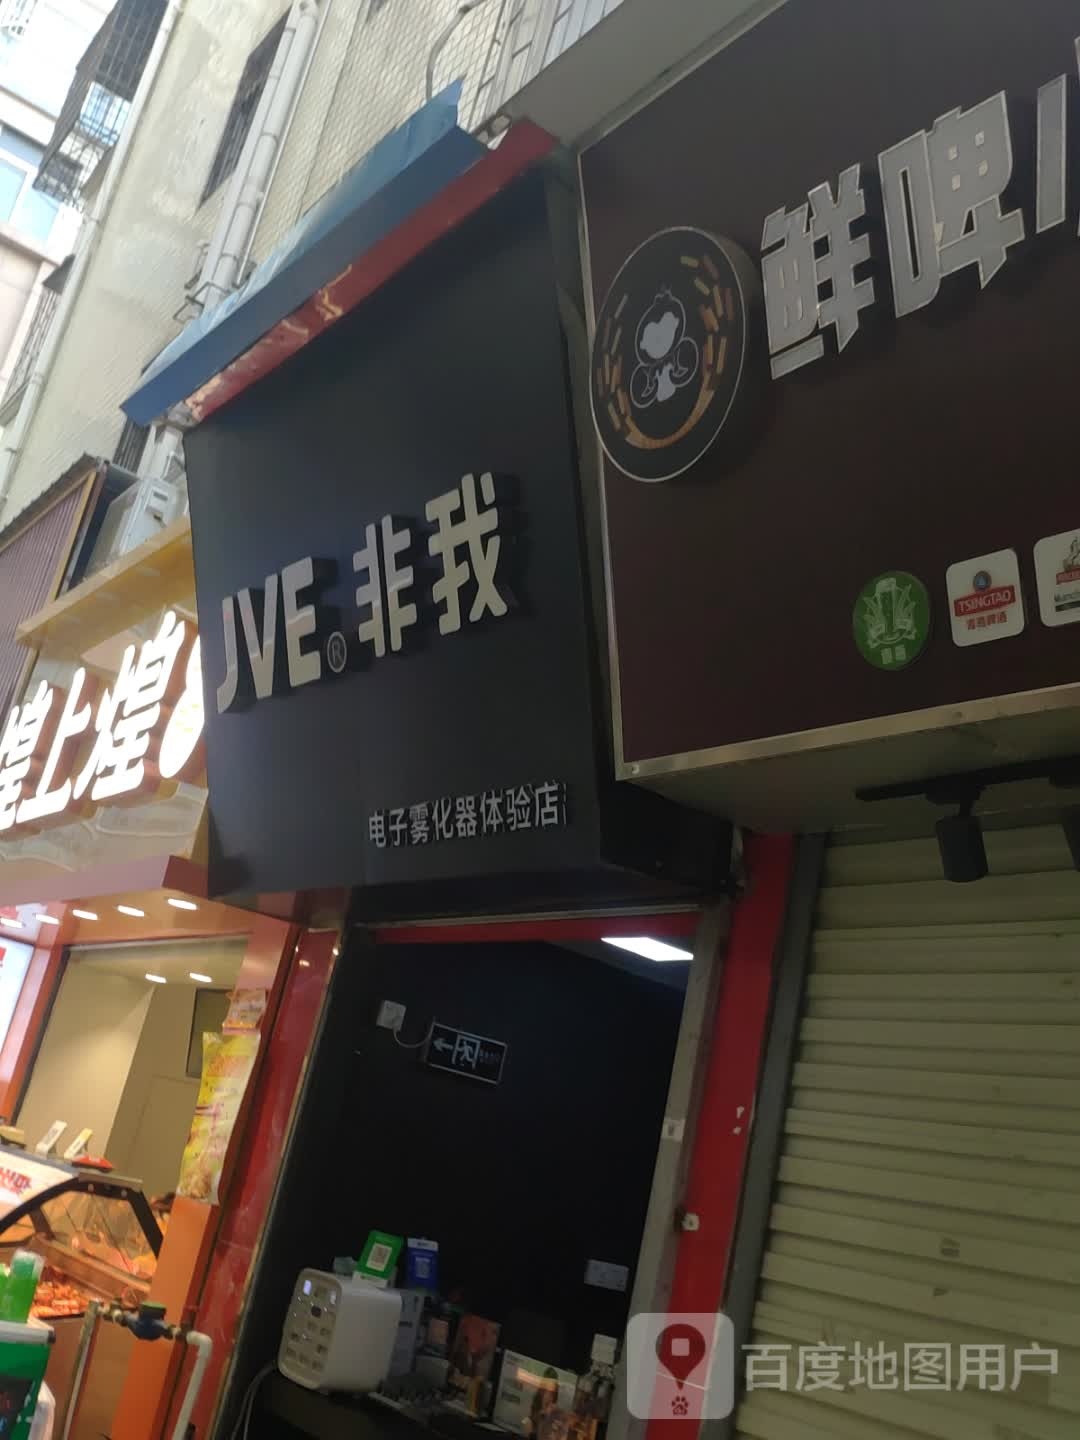 鲜啤
JVE® 非我
电子雾化器体验店
煌上煌
TSINGTAO
青岛啤酒
百度地图用户